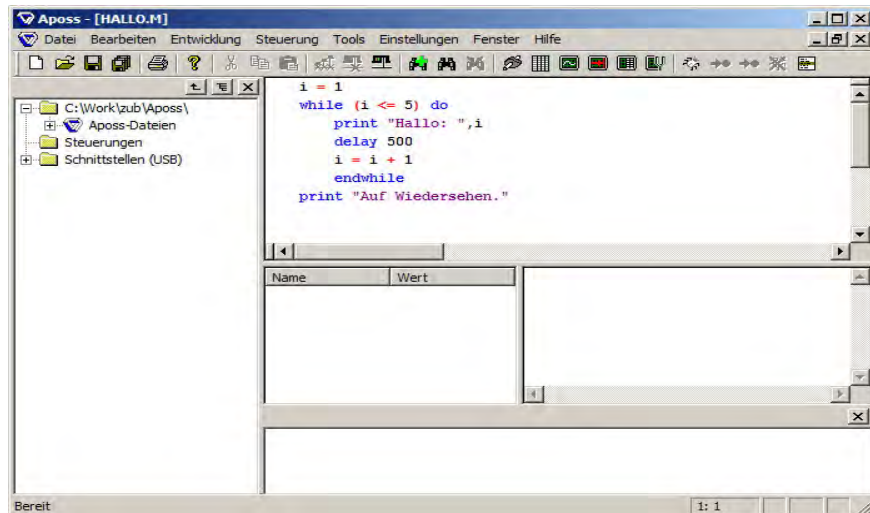 Aposs - [HALLO.M]
Datei Bearbeiten Entwicklung Steuerung Tools Einstellungen Fenster Hilfe
C:\Work\zub\Aposs\
Aposs-Dateien
Steuerungen
Schnittstellen (USB)
i = 1
while (i <= 5) do
print "Hallo: ",i
delay 500
i = i + 1
endwhile
print "Auf Wiedersehen."
Name Wert
Bereit 1: 1